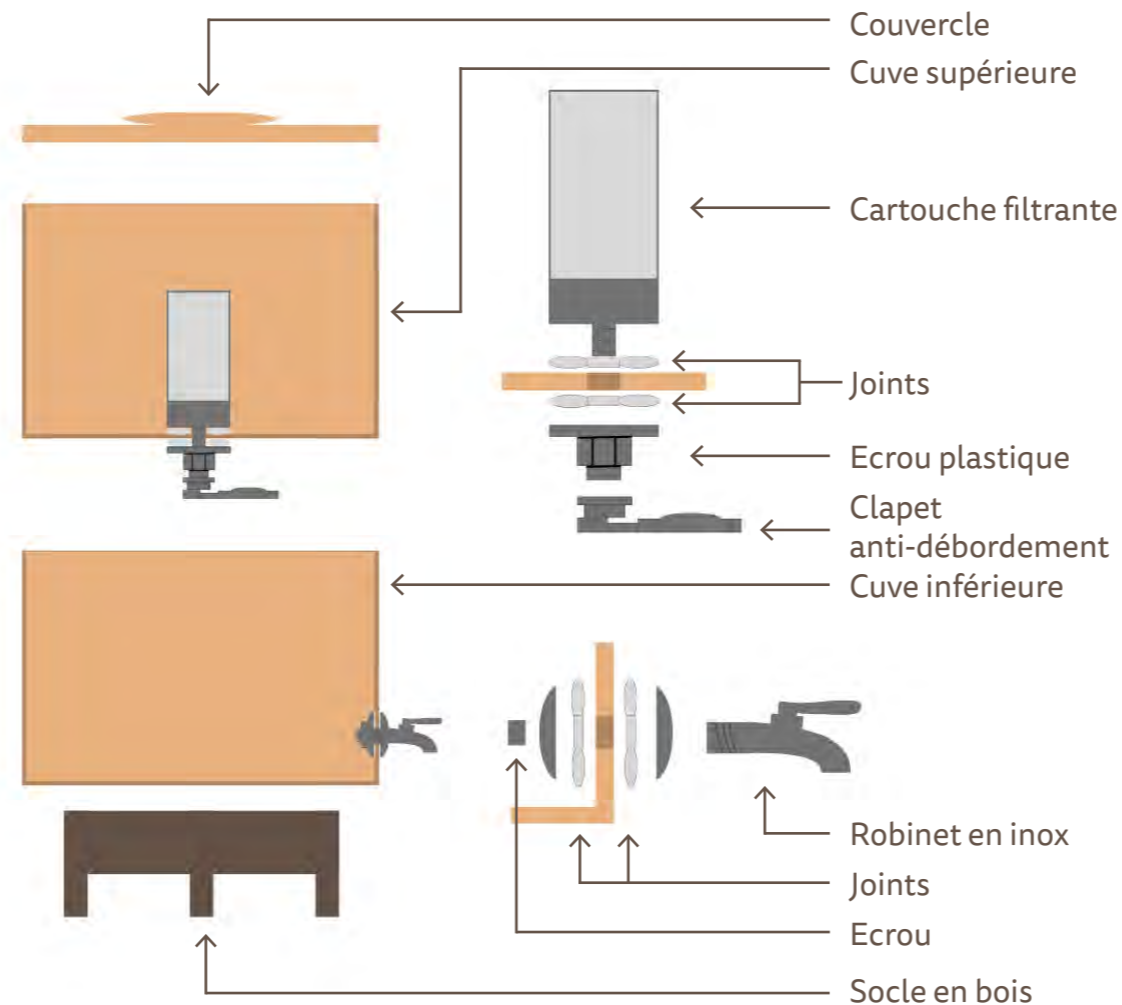 Couvercle
Cuve supérieure
Cartouche filtrante
Joints
Ecrou plastique
Clapet
anti-débordement
Cuve inférieure
Robinet en inox
Joints
Ecrou
Socle en bois